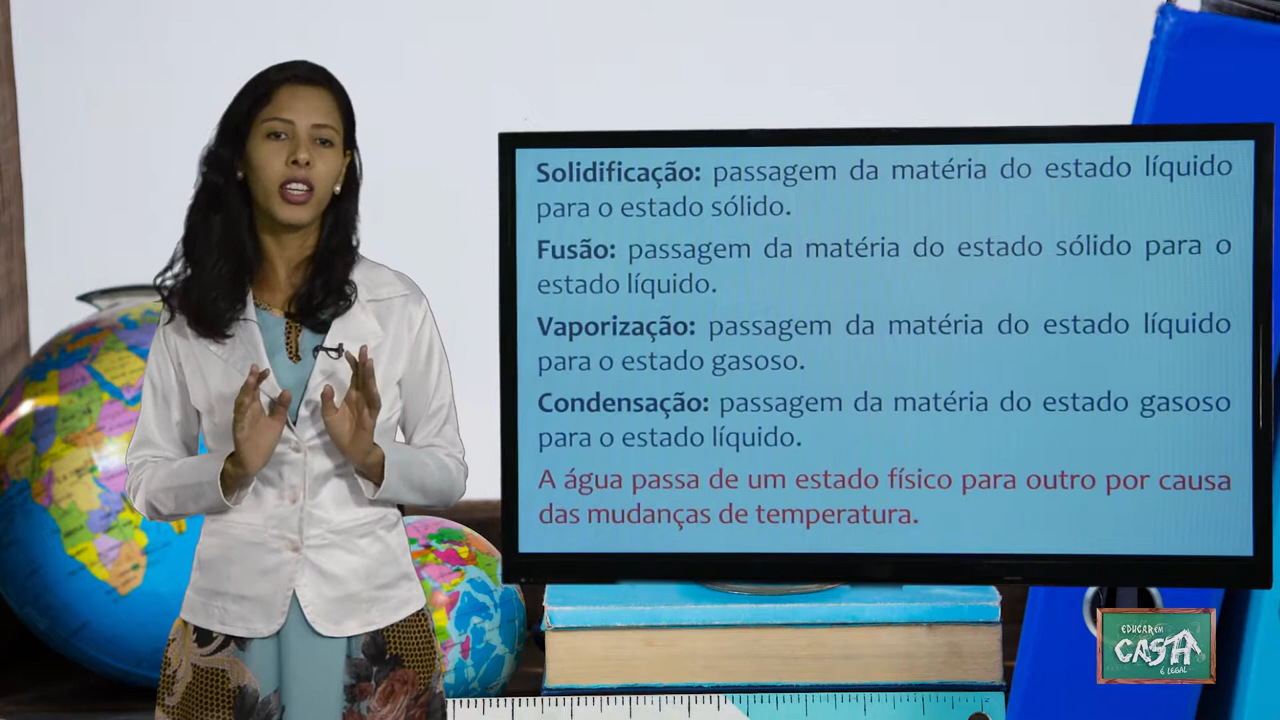 Solidificação: passagem da matéria do estado líquido
para o estado sólido.
Fusão: passagem da matéria do estado sólido para o
estado líquido.
Vaporização: passagem da matéria do estado líquido
para o estado gasoso.
Condensação: passagem da matéria do estado gasoso
para o estado líquido.
A água passa de um estado físico para outro por causa
das mudanças de temperatura.
EDUCAR EM
CASA
É LEGAL